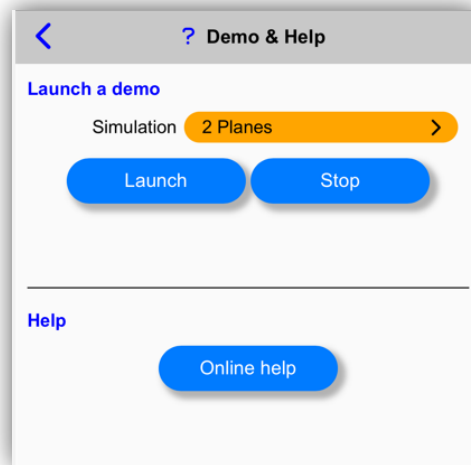 ? Demo & Help
Launch a demo
Simulation 2 Planes
Launch Stop
Help
Online help